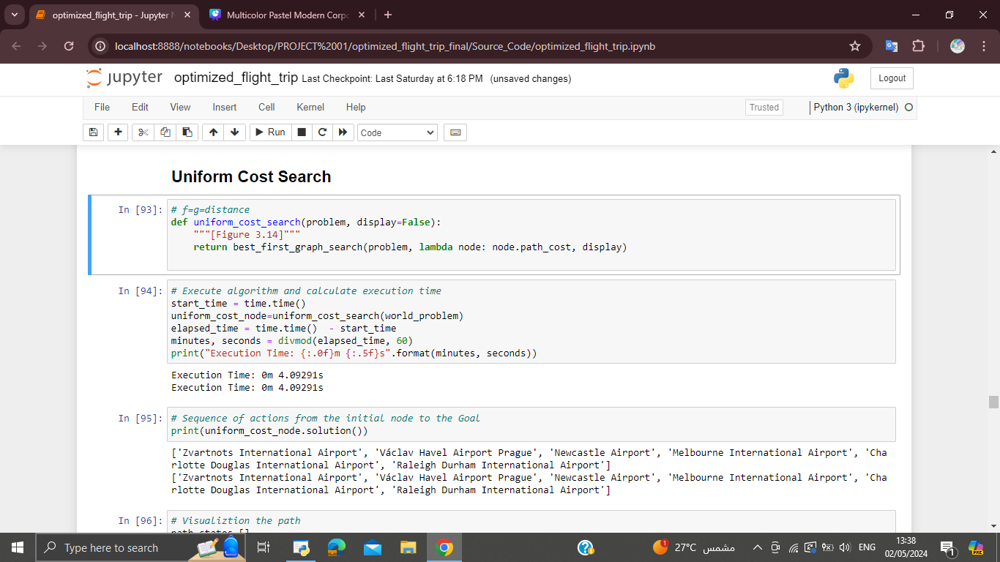 optimized_flight_trip - Jupyter N
Multicolor Pastel Modern Corpo
localhost:8888/notebooks/Desktop/PROJECT%2001/optimized_flight_trip_final/Source_Code/optimized_flight_trip.ipynb
jupyter optimized_flight_trip Last Checkpoint: Last Saturday at 6:18 PM (unsaved changes)
Logout
File Edit View Insert Cell Kernel Help
Trusted
Python 3 (ipykernel)
Run
Code
Uniform Cost Search
In [93]: # f=g=distance
def uniform_cost_search(problem, display=False):
"""[Figure 3.14]"""
return best_first_graph_search(problem, lambda node: node.path_cost, display)
In [94]: # Execute algorithm and calculate execution time
start_time = time.time()
uniform_cost_node=uniform_cost_search(world_problem)
elapsed_time = time.time()  - start_time
minutes, seconds = divmod(elapsed_time, 60)
print("Execution Time: {:.0f}m {:.5f}s".format(minutes, seconds))
Execution Time: 0m 4.09291s
Execution Time: 0m 4.09291s
In [95]: # Sequence of actions from the initial node to the Goal
print(uniform_cost_node.solution())
['Zvartnots International Airport', 'Václav Havel Airport Prague', 'Newcastle Airport', 'Melbourne International Airport', 'Cha
rlotte Douglas International Airport', 'Raleigh Durham International Airport']
['Zvartnots International Airport', 'Václav Havel Airport Prague', 'Newcastle Airport', 'Melbourne International Airport', 'Cha
rlotte Douglas International Airport', 'Raleigh Durham International Airport']
In [96]: # Visualiztion the path
Type here to search
1
27°C مشمس
ENG
13:38
02/05/2024
1
PRE